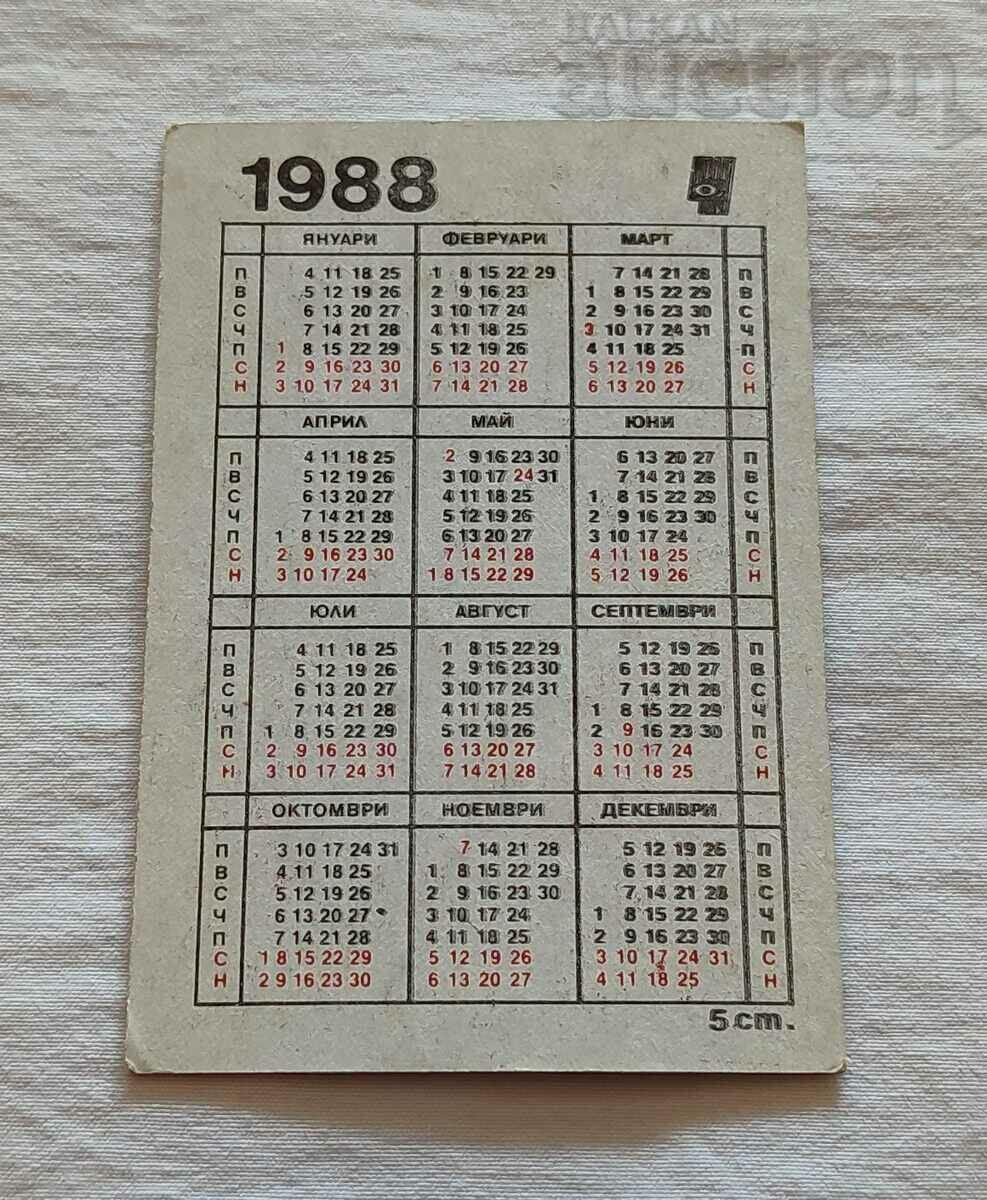 BALKAN
auction
1988
ЯНУАРИ ФЕВРУАРИ МАРТ
П 4 11 18 25 1 8 15 22 29 7 14 21 28 П
В 5 12 19 26 2 9 16 23 1 8 15 22 29 В
С 6 13 20 27 3 10 17 24 2 9 16 23 30 С
Ч 7 14 21 28 4 11 18 25 3 10 17 24 31 Ч
П 1 8 15 22 29 5 12 19 26 4 11 18 25 П
С 2 9 16 23 30 6 13 20 27 5 12 19 26 С
Н 3 10 17 24 31 7 14 21 28 6 13 20 27 Н
АПРИЛ МАЙ ЮНИ
П 4 11 18 25 2 9 16 23 30 6 13 20 27 П
В 5 12 19 26 3 10 17 24 31 7 14 21 28 В
С 6 13 20 27 4 11 18 25 1 8 15 22 29 С
Ч 7 14 21 28 5 12 19 26 2 9 16 23 30 Ч
П 1 8 15 22 29 6 13 20 27 3 10 17 24 П
С 2 9 16 23 30 7 14 21 28 4 11 18 25 С
Н 3 10 17 24 1 8 15 22 29 5 12 19 26 Н
ЮЛИ АВГУСТ СЕПТЕМВРИ
П 4 11 18 25 1 8 15 22 29 5 12 19 26 П
В 5 12 19 26 2 9 16 23 30 6 13 20 27 В
С 6 13 20 27 3 10 17 24 31 7 14 21 28 С
Ч 7 14 21 28 4 11 18 25 1 8 15 22 29 Ч
П 1 8 15 22 29 5 12 19 26 2 9 16 23 30 П
С 2 9 16 23 30 6 13 20 27 3 10 17 24 С
Н 3 10 17 24 31 7 14 21 28 4 11 18 25 Н
ОКТОМВРИ НОЕМВРИ ДЕКЕМВРИ
П 3 10 17 24 31 7 14 21 28 5 12 19 26 П
В 4 11 18 25 1 8 15 22 29 6 13 20 27 В
С 5 12 19 26 2 9 16 23 30 7 14 21 28 С
Ч 6 13 20 27 3 10 17 24 1 8 15 22 29 Ч
П 7 14 21 28 4 11 18 25 2 9 16 23 30 П
С 1 8 15 22 29 5 12 19 26 3 10 17 24 31 С
Н 2 9 16 23 30 6 13 20 27 4 11 18 25 Н
5 cm.